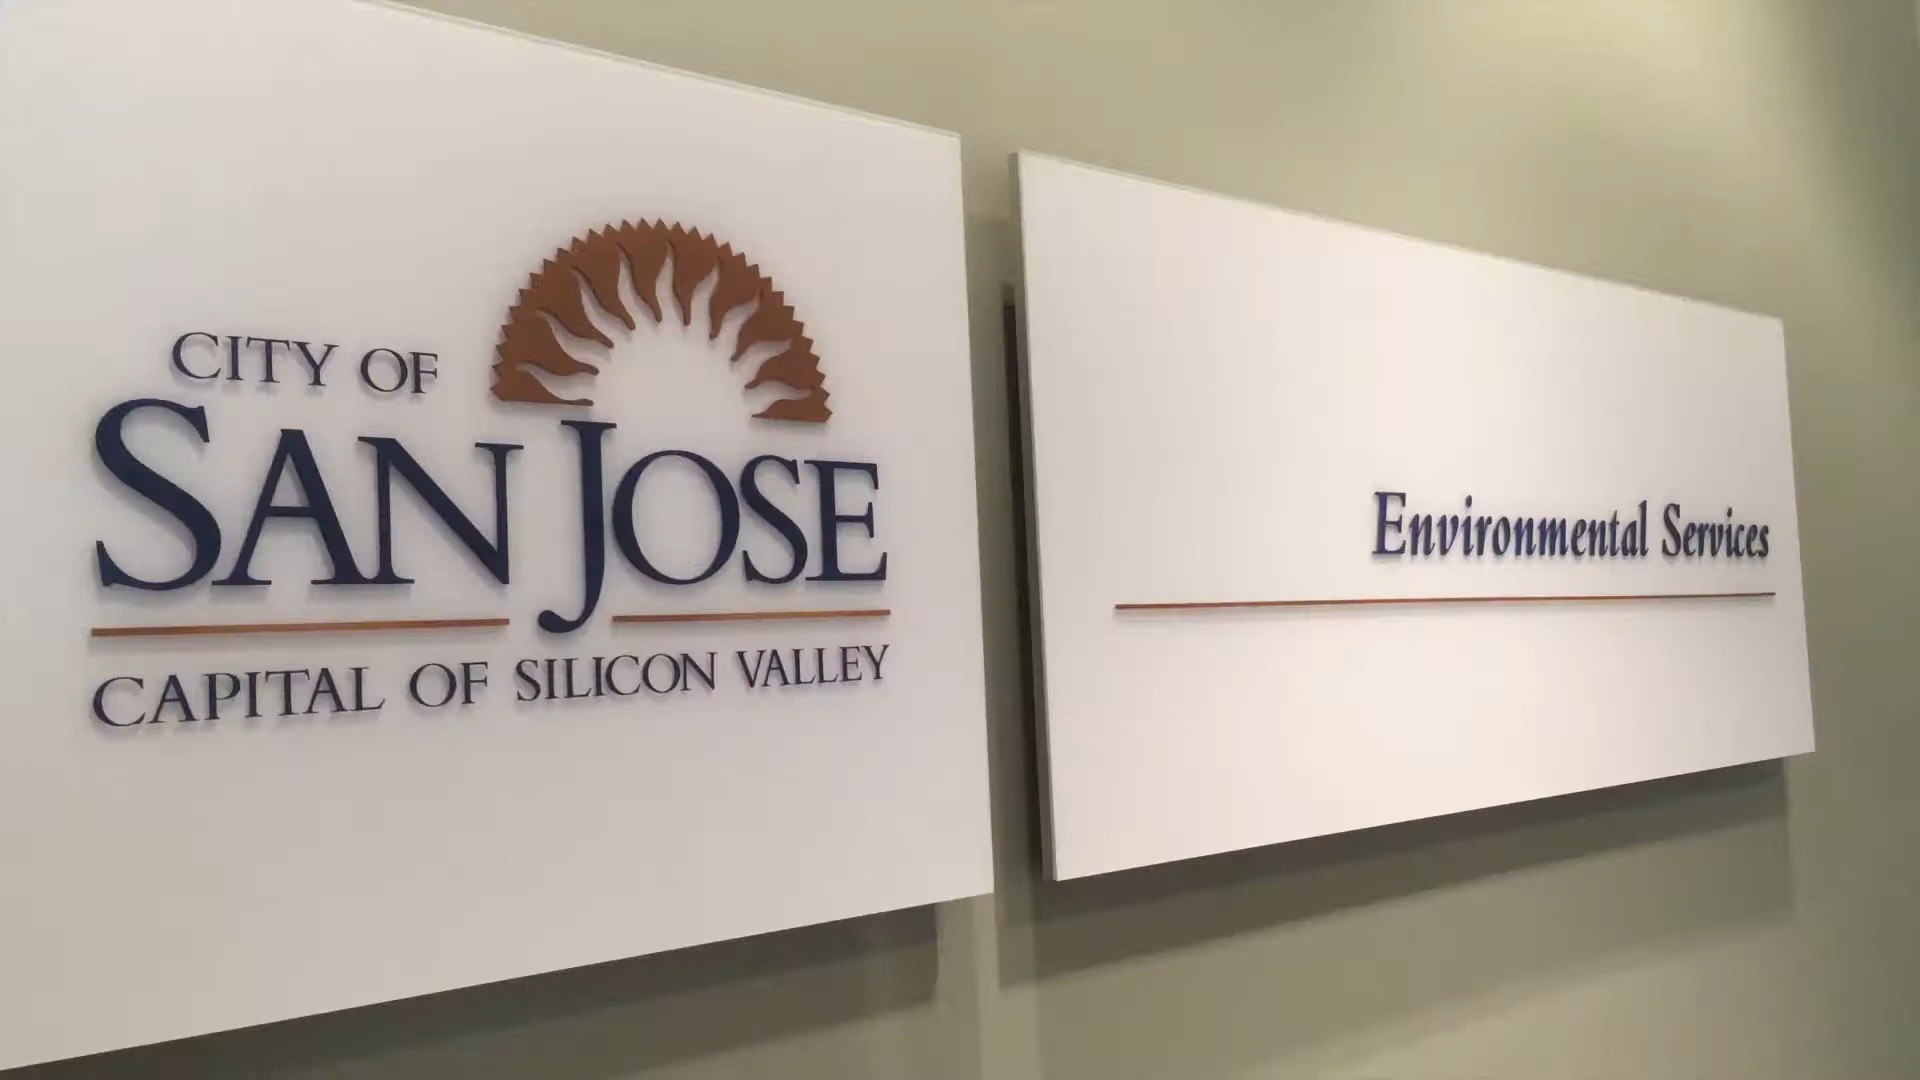 CITY OF
SAN JOSE
CAPITAL OF SILICON VALLEY
Environmental Services